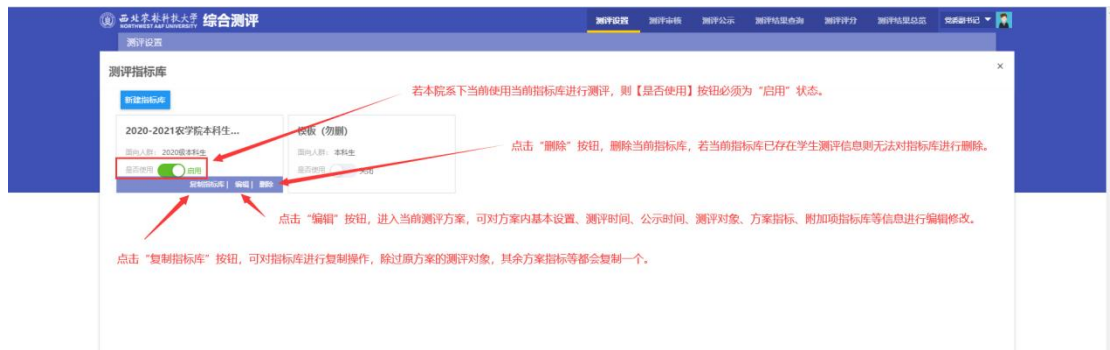 西北农林科技大学 综合测评
NORTHWEST A&F UNIVERSITY
测评设置 测评审核 测评公示 测评结果查询 测评评分 测评结果总览 党委副书记
测评设置
测评指标库
×
新建指标库
若本院系下当前使用当前指标库进行测评，则【是否使用】按钮必须为“启用”状态。
2020-2021农学院本科生... 模板（勿删）
面向人群： 2020级本科生 面向人群： 本科生
是否使用 启用 是否使用
复制指标库| 编辑| 删除
点击“删除”按钮，删除当前指标库，若当前指标库已存在学生测评信息则无法对指标库进行删除。
点击“编辑”按钮，进入当前测评方案，可对方案内基本设置、测评时间、公示时间、测评对象、方案指标、附加项指标库等信息进行编辑修改。
点击“复制指标库”按钮，可对指标库进行复制操作，除过原方案的测评对象，其余方案指标等都会复制一个。